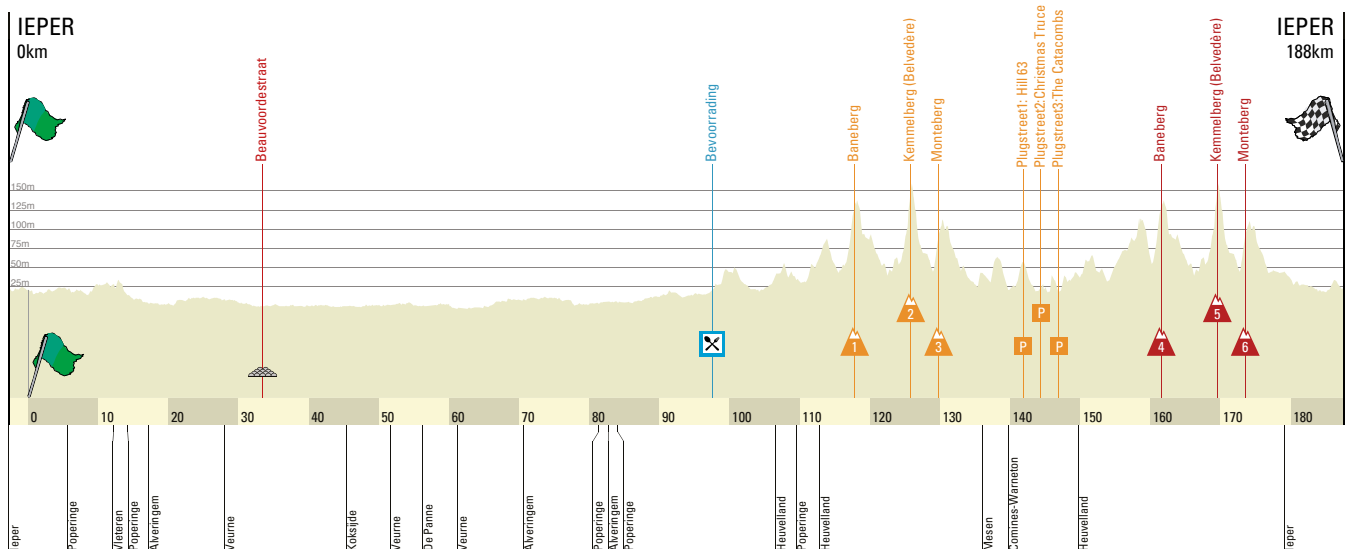 IEPER
0km
IEPER
188km
Beauvoordestraat
Bevoorrading
Baneberg
Kemmelberg (Belvedère)
Monteberg
Plugstreet1: Hill 63
Plugstreet2:Christmas Truce
Plugstreet3:The Catacombs
Baneberg
Kemmelberg (Belvedère)
Monteberg
150m
125m
100m
75m
50m
25m
1
2
3
P
P
P
4
5
6
0
10
20
30
40
50
60
70
80
90
100
110
120
130
140
150
160
170
180
Ieper
Poperinge
Vleteren
Poperinge
Alveringem
Veurne
Koksijde
Veurne
De Panne
Veurne
Alveringem
Poperinge
Alveringem
Poperinge
Heuvelland
Poperinge
Heuvelland
Mesen
Comines-Warneton
Heuvelland
Ieper